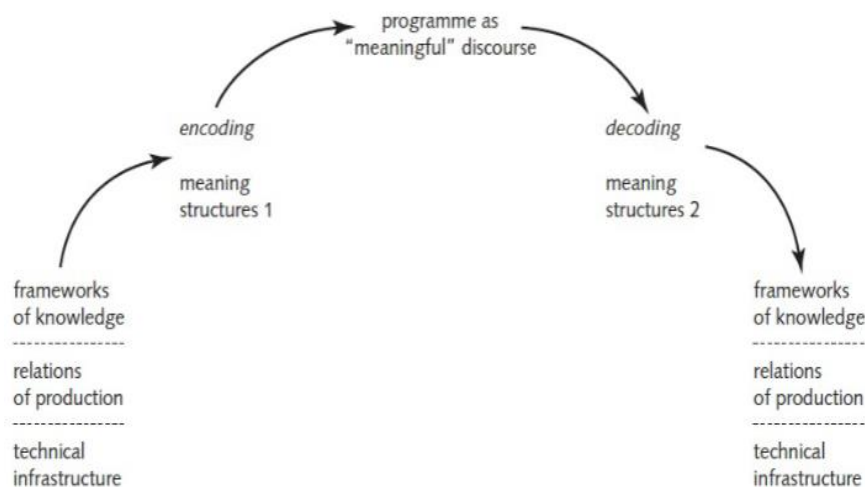 programme as
“meaningful” discourse
encoding
decoding
meaning
structures 1
meaning
structures 2
frameworks
of knowledge
relations
of production
technical
infrastructure
frameworks
of knowledge
relations
of production
technical
infrastructure